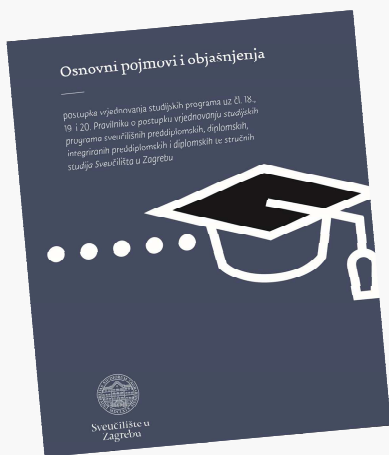 Osnovni pojmovi i objašnjenja
postupka vrjednovanja studijskih programa uz čl. 18.,
19. i 20. Pravilnika o postupku vrjednovanju studijskih
programa sveučilišnih preddiplomskih, diplomskih,
integriranih preddiplomskih i diplomskih te stručnih
studija Sveučilišta u Zagrebu
Sveučilište u
Zagrebu